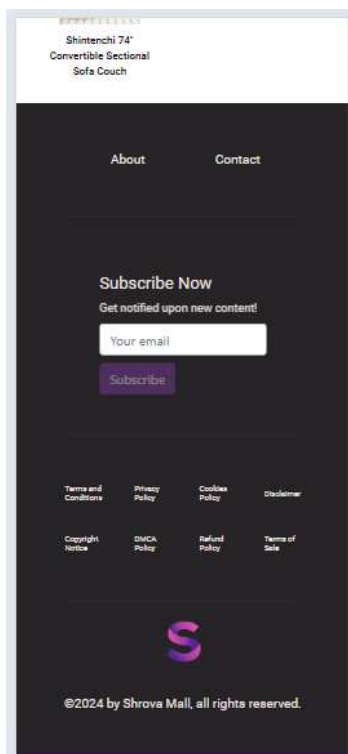 Shintenchi 74"
Convertible Sectional
Sofa Couch
About Contact
Subscribe Now
Get notified upon new content!
Your email
Subscribe
Terms and
Conditions
Privacy
Policy
Cookies
Policy
Disclaimer
Copyright
Notice
DMCA
Policy
Refund
Policy
Terms of
Sale
S
©2024 by Shrova Mall, all rights reserved.